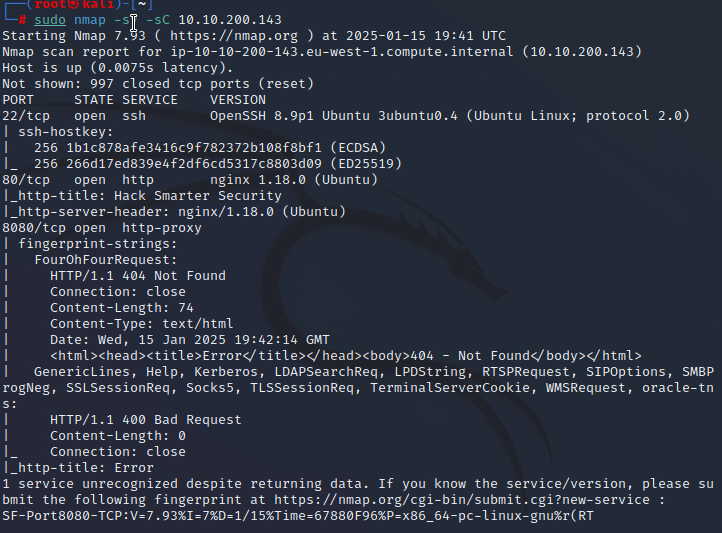 (root㉿kali)-[~]
# sudo nmap -s -sC 10.10.200.143
Starting Nmap 7.93 ( https://nmap.org ) at 2025-01-15 19:41 UTC
Nmap scan report for ip-10-10-200-143.eu-west-1.compute.internal (10.10.200.143)
Host is up (0.0075s latency).
Not shown: 997 closed tcp ports (reset)
PORT     STATE SERVICE    VERSION
22/tcp   open  ssh        OpenSSH 8.9p1 Ubuntu 3ubuntu0.4 (Ubuntu Linux; protocol 2.0)
| ssh-hostkey:
|   256 1b1c878afe3416c9f782372b108f8bf1 (ECDSA)
|_  256 266d17ed839e4f2df6cd5317c8803d09 (ED25519)
80/tcp   open  http       nginx 1.18.0 (Ubuntu)
|_http-title: Hack Smarter Security
|_http-server-header: nginx/1.18.0 (Ubuntu)
8080/tcp open  http-proxy
| fingerprint-strings:
|   FourOhFourRequest:
|     HTTP/1.1 404 Not Found
|     Connection: close
|     Content-Length: 74
|     Content-Type: text/html
|     Date: Wed, 15 Jan 2025 19:42:14 GMT
|     <html><head><title>Error</title></head><body>404 - Not Found</body></html>
|   GenericLines, Help, Kerberos, LDAPSearchReq, LPDString, RTSPRequest, SIPOptions, SMBP
rogNeg, SSLSessionReq, Socks5, TLSSessionReq, TerminalServerCookie, WMSRequest, oracle-tn
s:
|     HTTP/1.1 400 Bad Request
|     Content-Length: 0
|_    Connection: close
|_http-title: Error
1 service unrecognized despite returning data. If you know the service/version, please su
bmit the following fingerprint at https://nmap.org/cgi-bin/submit.cgi?new-service :
SF-Port8080-TCP:V=7.93%I=7%D=1/15%Time=67880F96%P=x86_64-pc-linux-gnu%r(RT